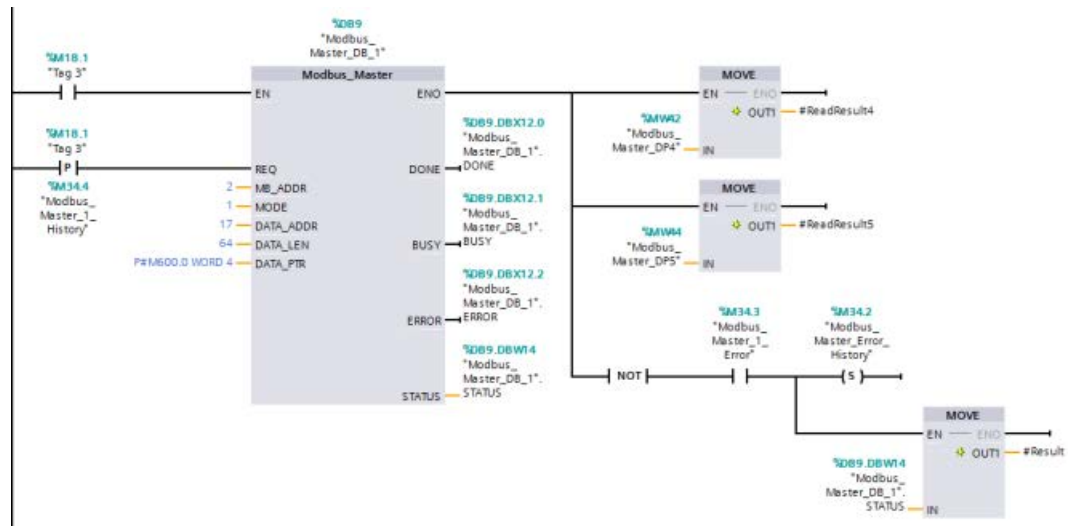 %DB9
"Modbus_
Master_DB_1"
Modbus_Master
%M18.1
"Tag 3"
EN
ENO
%M18.1
"Tag 3"
P
%M34.4
"Modbus_
Master_1_
History"
REQ
2
MB_ADDR
1
MODE
17
DATA_ADDR
64
DATA_LEN
P#M600.0 WORD 4
DATA_PTR
%DB9.DBX12.0
"Modbus_
Master_DB_1".
DONE
DONE
%DB9.DBX12.1
"Modbus_
Master_DB_1".
BUSY
BUSY
%DB9.DBX12.2
"Modbus_
Master_DB_1".
ERROR
ERROR
%DB9.DBW14
"Modbus_
Master_DB_1".
STATUS
STATUS
MOVE
EN
ENO
OUT1
#ReadResult4
%MW42
"Modbus_
Master_DP4"
IN
MOVE
EN
ENO
OUT1
#ReadResult5
%MW44
"Modbus_
Master_DP5"
IN
NOT
%M34.3
"Modbus_
Master_1_
Error"
%M34.2
"Modbus_
Master_Error_
History"
S
MOVE
EN
ENO
OUT1
#Result
%DB9.DBW14
"Modbus_
Master_DB_1".
STATUS
IN